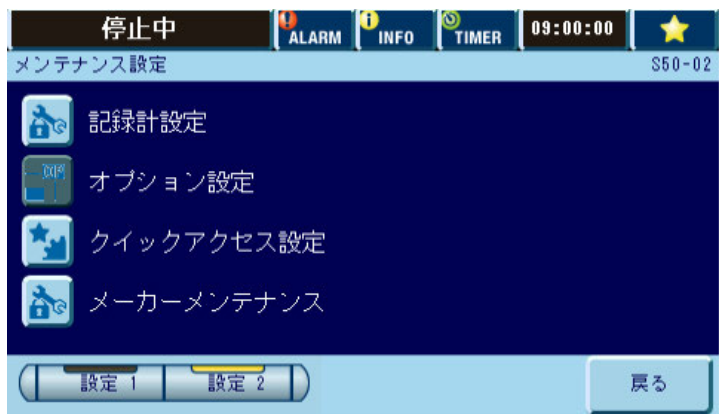 停止中 ALARM INFO TIMER 09:00:00
メンテナンス設定 S50-02
記録計設定
オプション設定
クイックアクセス設定
メーカーメンテナンス
設定 1 設定 2 戻る